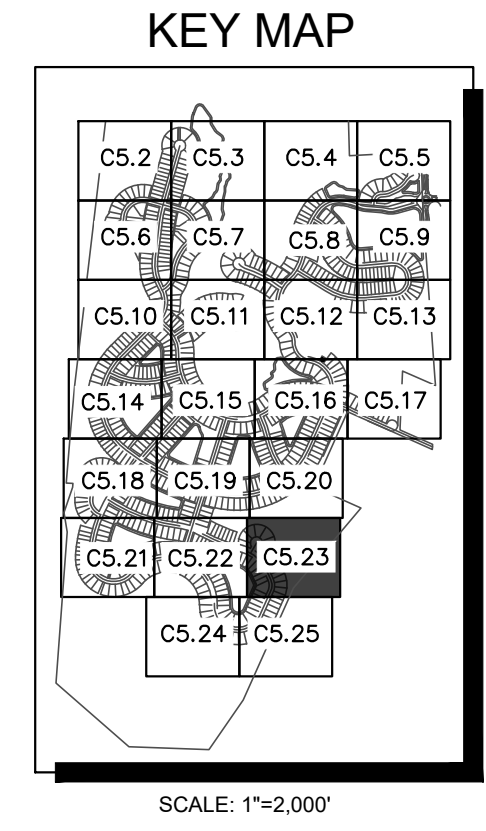 KEY MAP
C5.2 C5.3 C5.4 C5.5
C5.6 C5.7 C5.8 C5.9
C5.10 C5.11 C5.12 C5.13
C5.14 C5.15 C5.16 C5.17
C5.18 C5.19 C5.20
C5.21 C5.22 C5.23
C5.24 C5.25
SCALE: 1"=2,000'